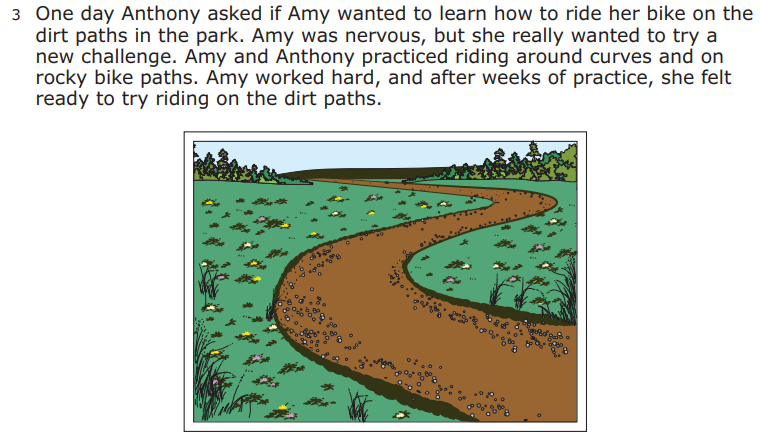 3 One day Anthony asked if Amy wanted to learn how to ride her bike on the
dirt paths in the park. Amy was nervous, but she really wanted to try a
new challenge. Amy and Anthony practiced riding around curves and on
rocky bike paths. Amy worked hard, and after weeks of practice, she felt
ready to try riding on the dirt paths.